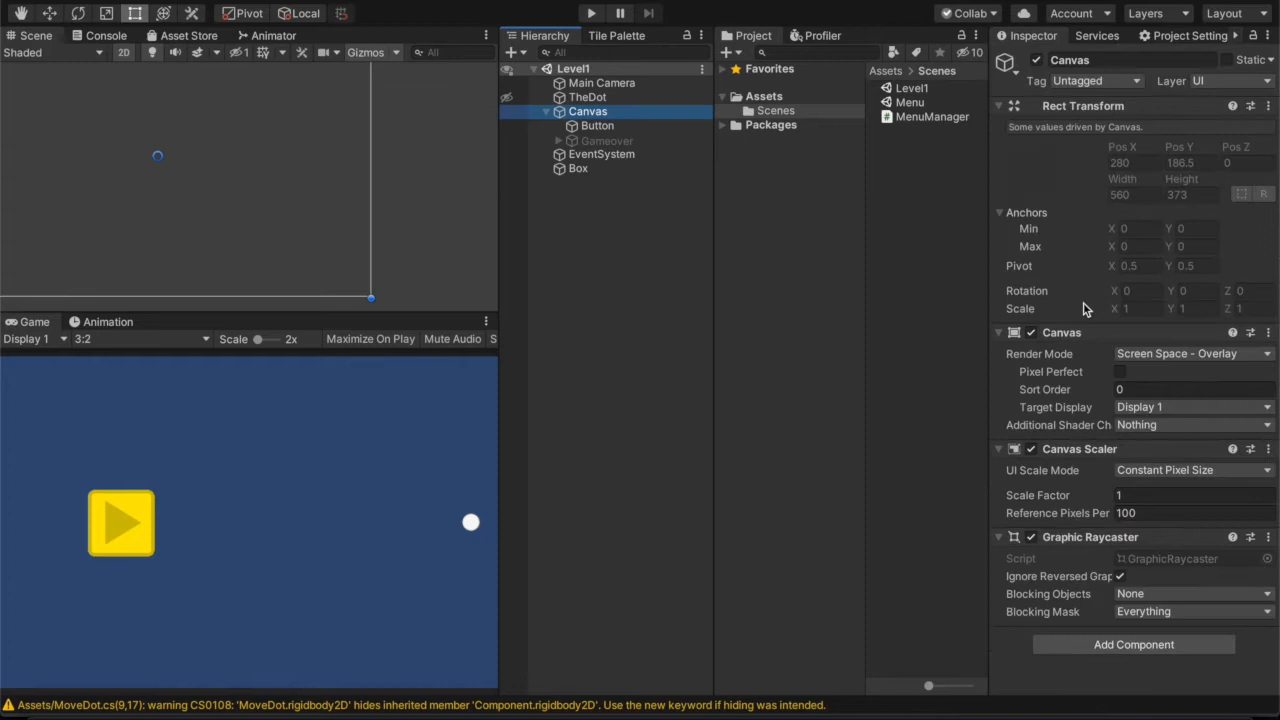 Pivot Local Collab Account Layers Layout
Scene Console Asset Store Animator
Hierarchy Tile Palette
Project Profiler
Inspector Services Project Setting
Shaded 2D 1 Gizmos All
All
10
Level1
Main Camera
TheDot
Canvas
Button
Gameover
EventSystem
Box
Favorites
Assets
Scenes
Packages
Assets > Scenes
Level1
Menu
MenuManager
Canvas Static
Tag Untagged Layer UI
Rect Transform
Some values driven by Canvas.
Pos X Pos Y Pos Z
280 186.5 0
Width Height
560 373 R
Anchors
Min X 0 Y 0
Max X 0 Y 0
Pivot X 0.5 Y 0.5
Rotation X 0 Y 0 Z 0
Scale X 1 Y 1 Z 1
Canvas
Render Mode Screen Space - Overlay
Pixel Perfect
Sort Order 0
Target Display Display 1
Additional Shader Ch Nothing
Canvas Scaler
UI Scale Mode Constant Pixel Size
Scale Factor 1
Reference Pixels Per 100
Graphic Raycaster
Script GraphicRaycaster
Ignore Reversed Grap
Blocking Objects None
Blocking Mask Everything
Add Component
Game Animation
Display 1 3:2 Scale 2x Maximize On Play Mute Audio S
Assets/MoveDot.cs(9,17): warning CS0108: 'MoveDot.rigidbody2D' hides inherited member 'Component.rigidbody2D'. Use the new keyword if hiding was intended.